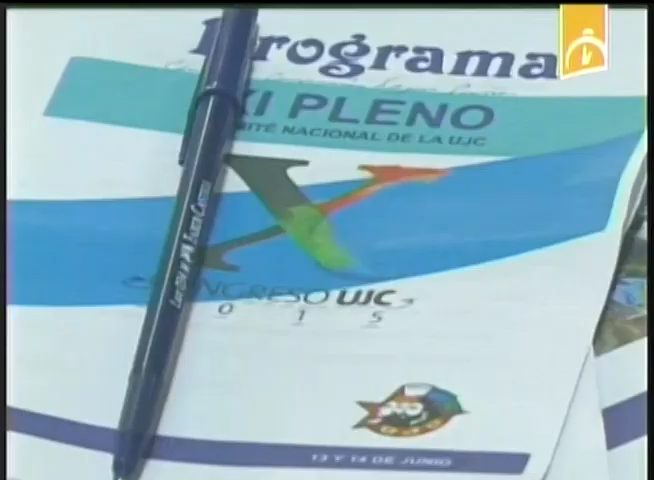 Programa
XI PLENO
COMITÉ NACIONAL DE LA UJC
X
CONGRESO UJC
2015
13 Y 14 DE JUNIO